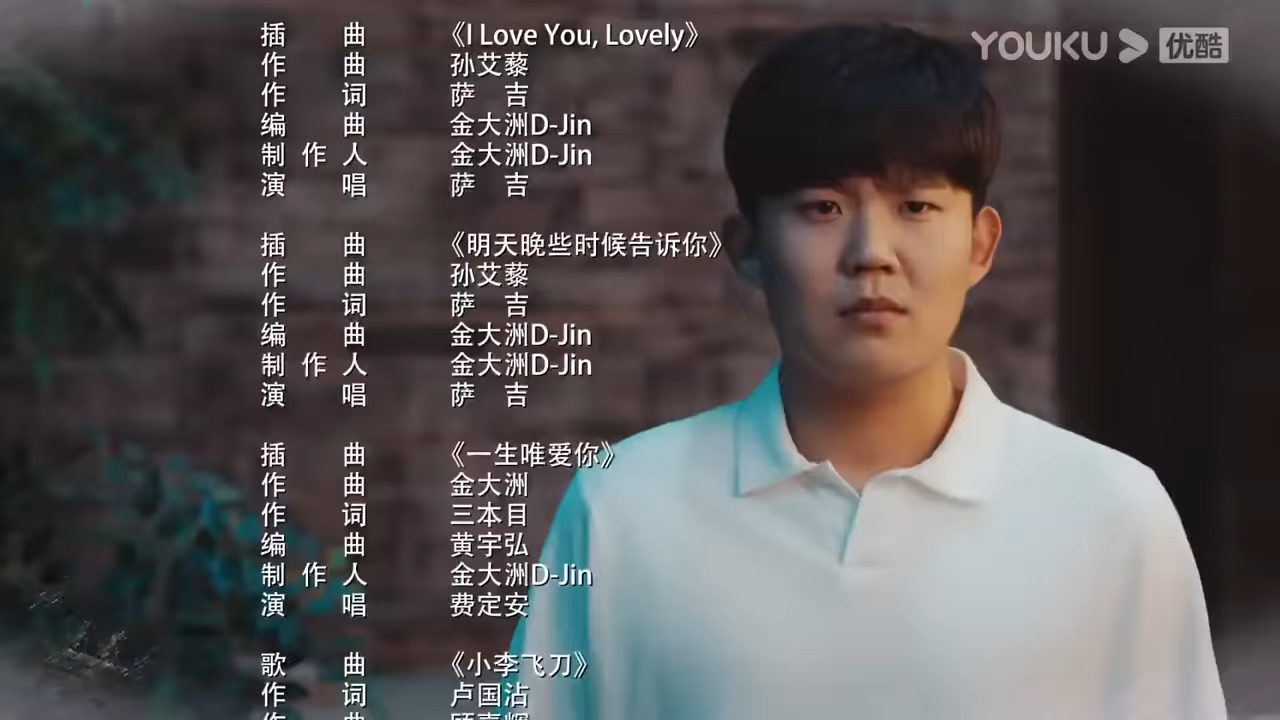 YOUKU 优酷
插曲 《I Love You, Lovely》
作曲 孙艾藜
作词 萨吉
编曲 金大洲D-Jin
制作人 金大洲D-Jin
演唱 萨吉
插曲 《明天晚些时候告诉你》
作曲 孙艾藜
作词 萨吉
编曲 金大洲D-Jin
制作人 金大洲D-Jin
演唱 萨吉
插曲 《一生唯爱你》
作曲 金大洲
作词 三本目
编曲 黄宇弘
制作人 金大洲D-Jin
演唱 费定安
歌曲 《小李飞刀》
作词 卢国沾
作曲 顾嘉辉